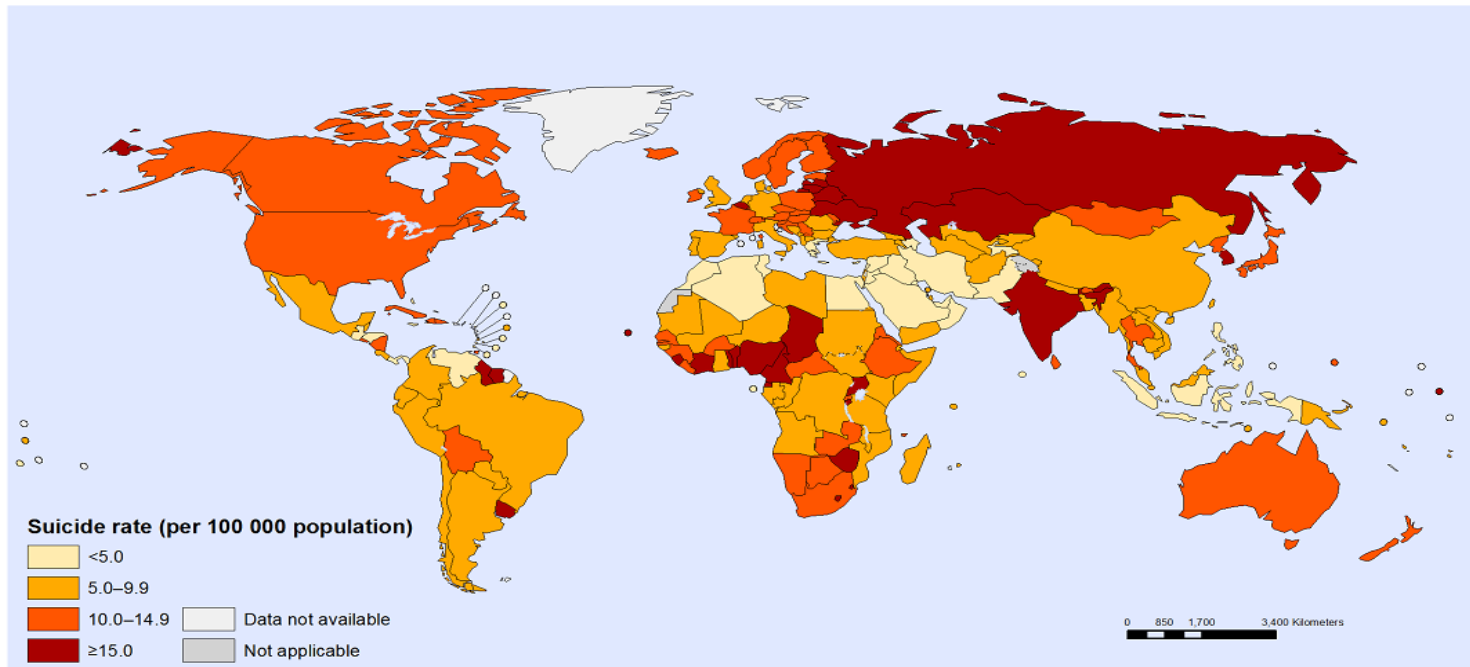 Suicide rate (per 100 000 population)
<5.0
5.0–9.9
10.0–14.9
≥15.0
Data not available
Not applicable
0 850 1,700 3,400 Kilometers